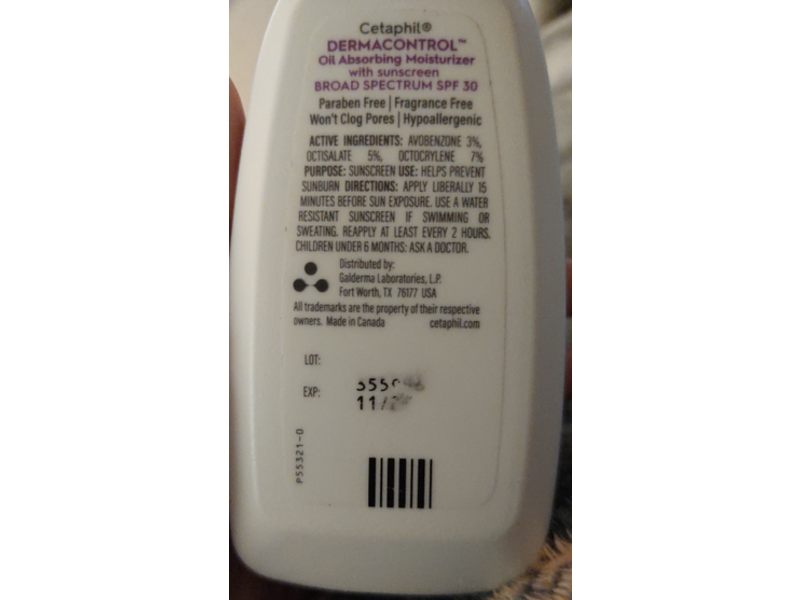 Cetaphil®
DERMACONTROL™
Oil Absorbing Moisturizer
with sunscreen
BROAD SPECTRUM SPF 30
Paraben Free | Fragrance Free
Won't Clog Pores | Hypoallergenic
ACTIVE INGREDIENTS: AVOBENZONE 3%,
OCTISALATE 5%, OCTOCRYLENE 7%
PURPOSE: SUNSCREEN USE: HELPS PREVENT
SUNBURN DIRECTIONS: APPLY LIBERALLY 15
MINUTES BEFORE SUN EXPOSURE. USE A WATER
RESISTANT SUNSCREEN IF SWIMMING OR
SWEATING. REAPPLY AT LEAST EVERY 2 HOURS.
CHILDREN UNDER 6 MONTHS: ASK A DOCTOR.
Distributed by:
Galderma Laboratories, L.P.
Fort Worth, TX 76177 USA
All trademarks are the property of their respective
owners. Made in Canada cetaphil.com
LOT:
EXP:
11/
P55321-0